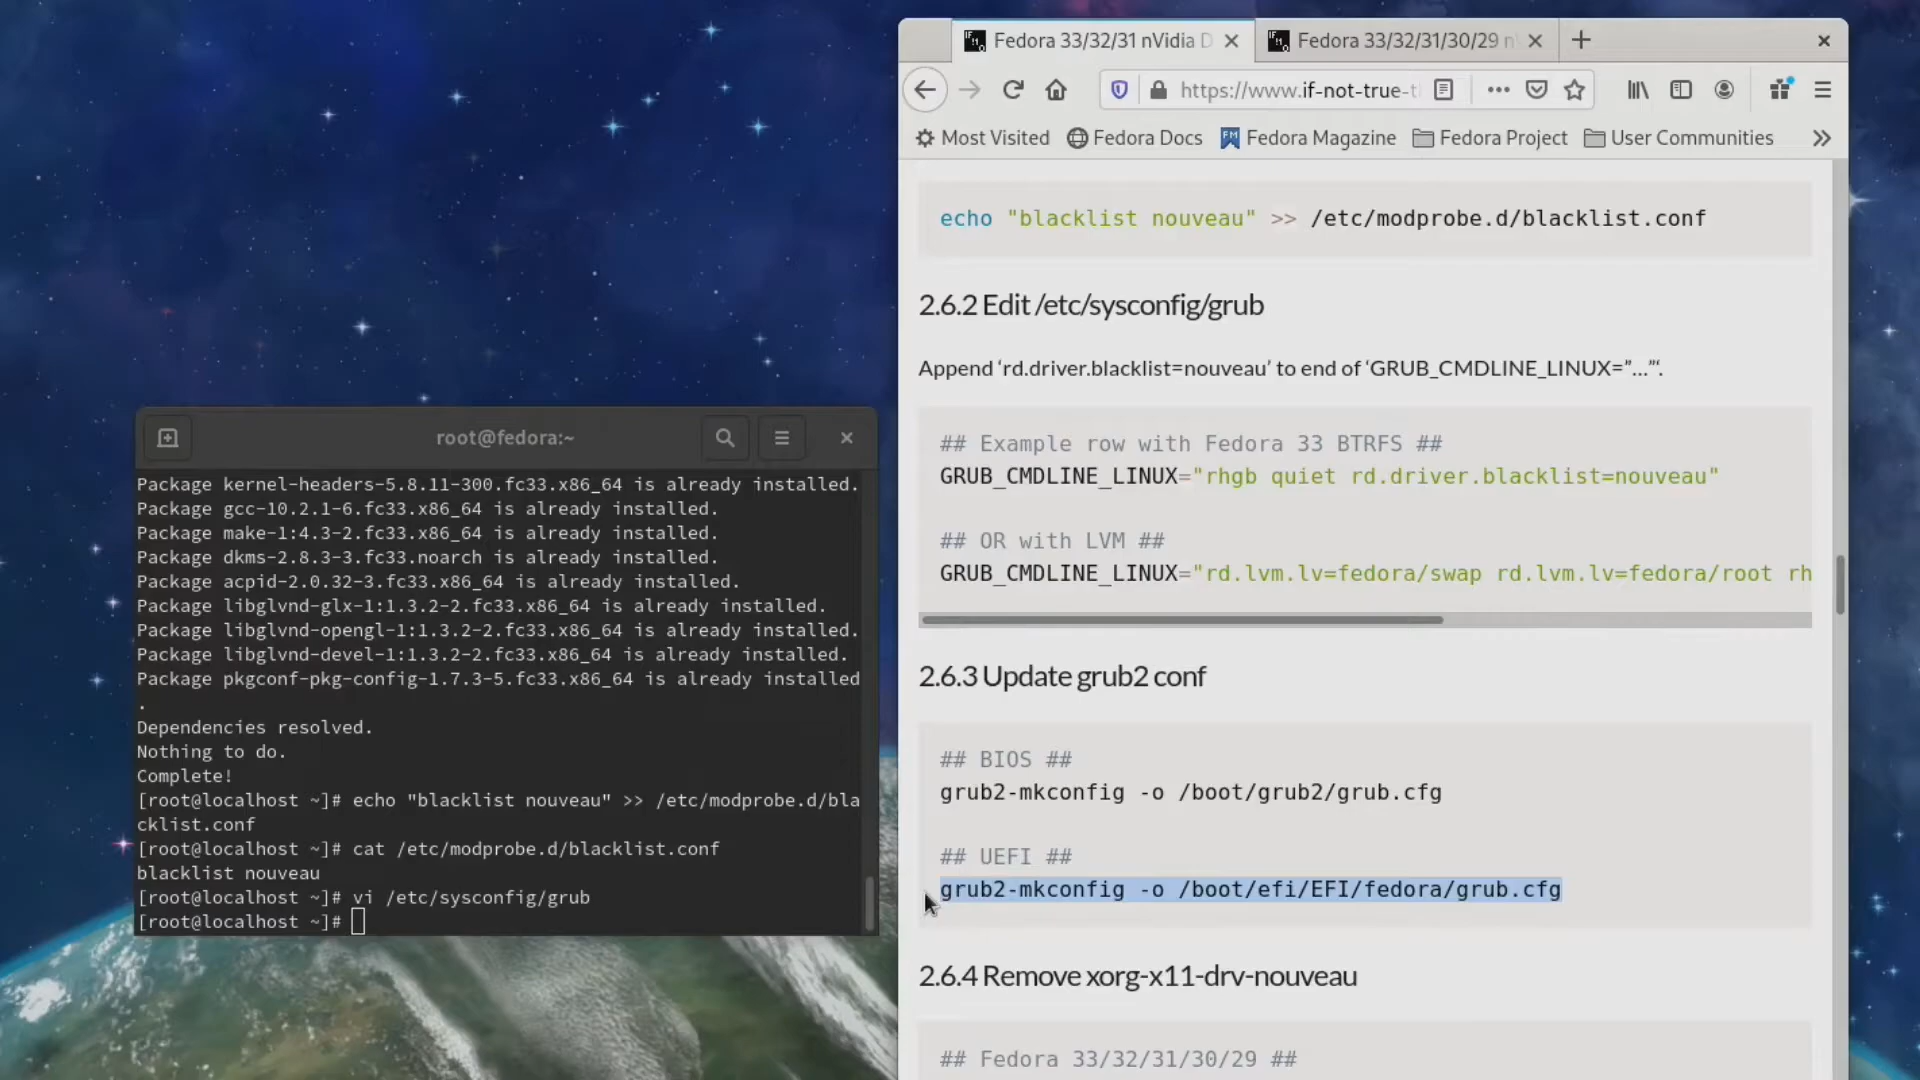 root@fedora:~
Package kernel-headers-5.8.11-300.fc33.x86_64 is already installed.
Package gcc-10.2.1-6.fc33.x86_64 is already installed.
Package make-1:4.3-2.fc33.x86_64 is already installed.
Package dkms-2.8.3-3.fc33.noarch is already installed.
Package acpid-2.0.32-3.fc33.x86_64 is already installed.
Package libglvnd-glx-1:1.3.2-2.fc33.x86_64 is already installed.
Package libglvnd-opengl-1:1.3.2-2.fc33.x86_64 is already installed.
Package libglvnd-devel-1:1.3.2-2.fc33.x86_64 is already installed.
Package pkgconf-pkg-config-1.7.3-5.fc33.x86_64 is already installed
.
Dependencies resolved.
Nothing to do.
Complete!
[root@localhost ~]# echo "blacklist nouveau" >> /etc/modprobe.d/bla
cklist.conf
[root@localhost ~]# cat /etc/modprobe.d/blacklist.conf
blacklist nouveau
[root@localhost ~]# vi /etc/sysconfig/grub
[root@localhost ~]#
Fedora 33/32/31 nVidia D
Fedora 33/32/31/30/29 n
https://www.if-not-true-t
Most Visited Fedora Docs Fedora Magazine Fedora Project User Communities
echo "blacklist nouveau" >> /etc/modprobe.d/blacklist.conf
2.6.2 Edit /etc/sysconfig/grub
Append ‘rd.driver.blacklist=nouveau’ to end of ‘GRUB_CMDLINE_LINUX=”…”‘.
## Example row with Fedora 33 BTRFS ##
GRUB_CMDLINE_LINUX="rhgb quiet rd.driver.blacklist=nouveau"
## OR with LVM ##
GRUB_CMDLINE_LINUX="rd.lvm.lv=fedora/swap rd.lvm.lv=fedora/root rh
2.6.3 Update grub2 conf
## BIOS ##
grub2-mkconfig -o /boot/grub2/grub.cfg
## UEFI ##
grub2-mkconfig -o /boot/efi/EFI/fedora/grub.cfg
2.6.4 Remove xorg-x11-drv-nouveau
## Fedora 33/32/31/30/29 ##